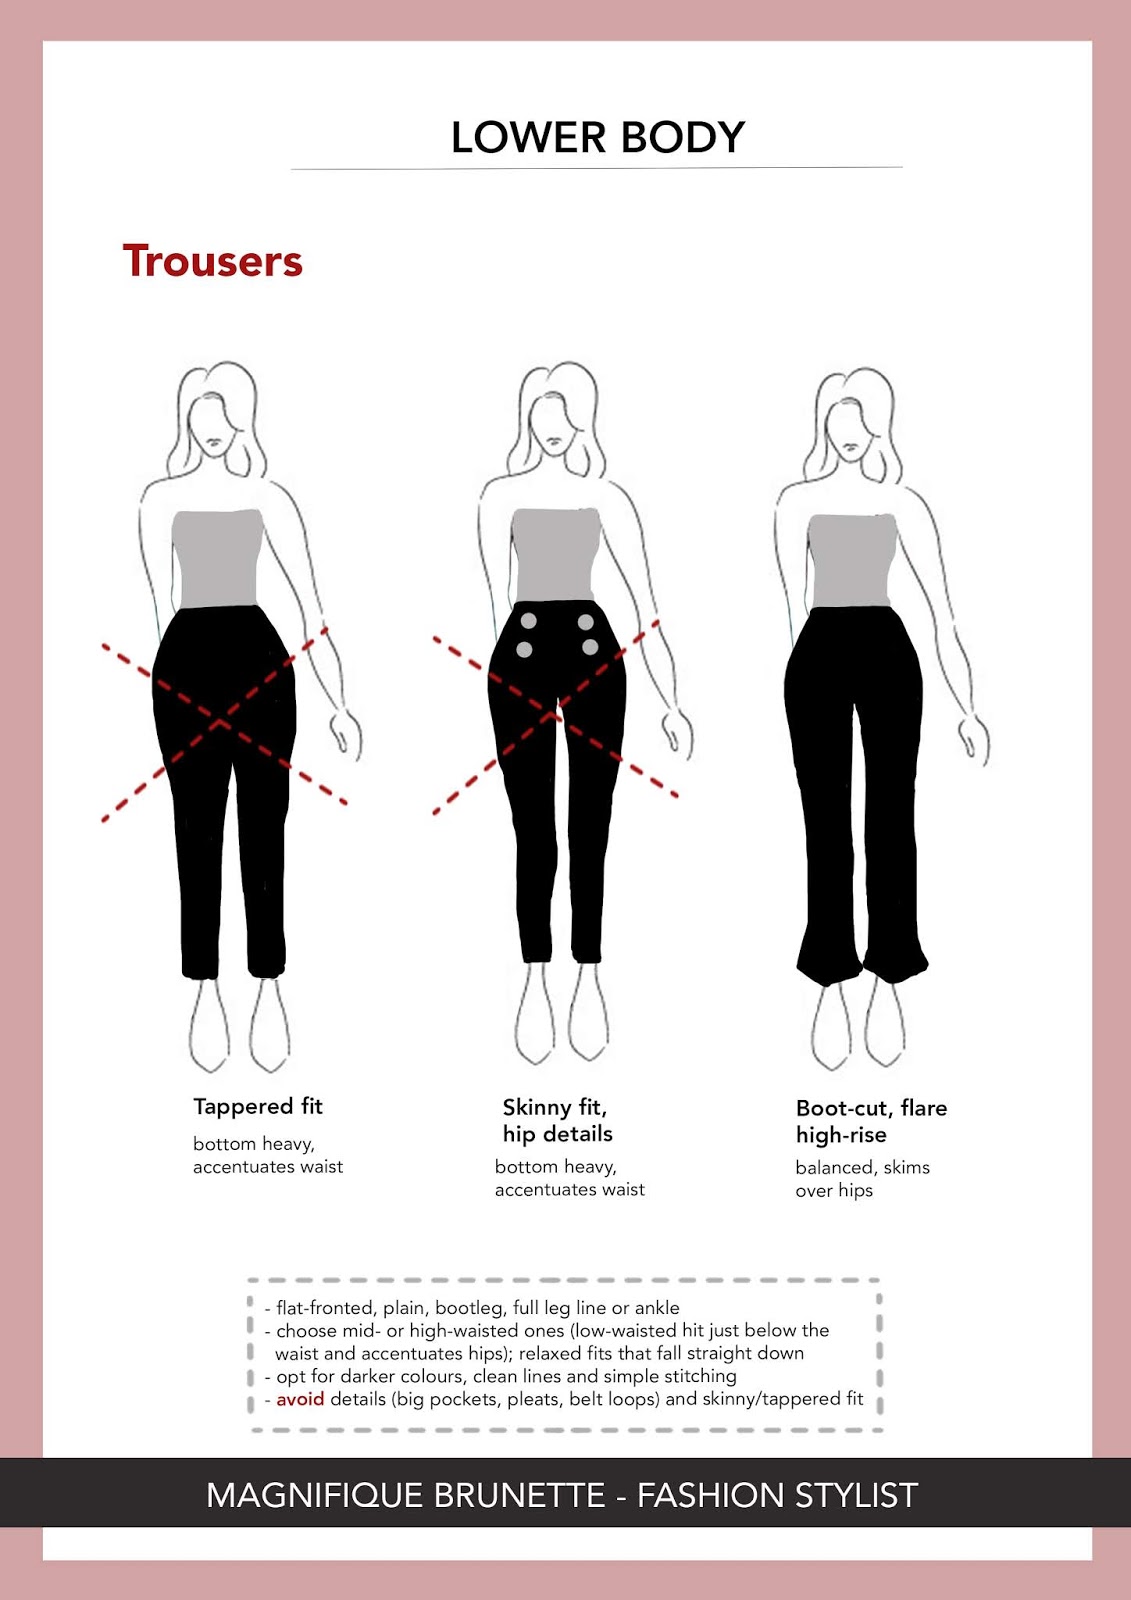 LOWER BODY
Trousers
Tappered fit
bottom heavy,
accentuates waist
Skinny fit,
hip details
bottom heavy,
accentuates waist
Boot-cut, flare
high-rise
balanced, skims
over hips
- flat-fronted, plain, bootleg, full leg line or ankle
- choose mid- or high-waisted ones (low-waisted hit just below the
waist and accentuates hips); relaxed fits that fall straight down
- opt for darker colours, clean lines and simple stitching
- avoid details (big pockets, pleats, belt loops) and skinny/tappered fit
MAGNIFIQUE BRUNETTE - FASHION STYLIST